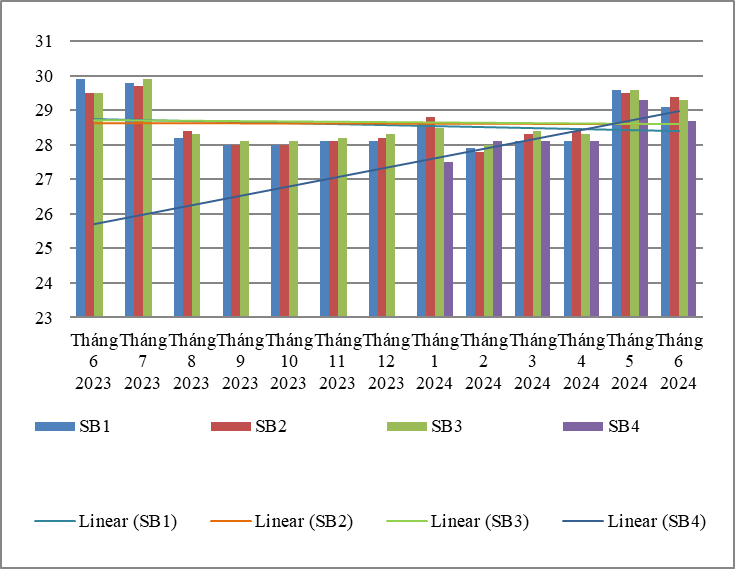 31
30
29
28
27
26
25
24
23
Tháng Tháng Tháng Tháng Tháng Tháng Tháng Tháng Tháng Tháng Tháng Tháng Tháng
6 7 8 9 10 11 12 1 2 3 4 5 6
2023 2023 2023 2023 2023 2023 2023 2024 2024 2024 2024 2024 2024
SB1 SB2 SB3 SB4
Linear (SB1) Linear (SB2) Linear (SB3) Linear (SB4)